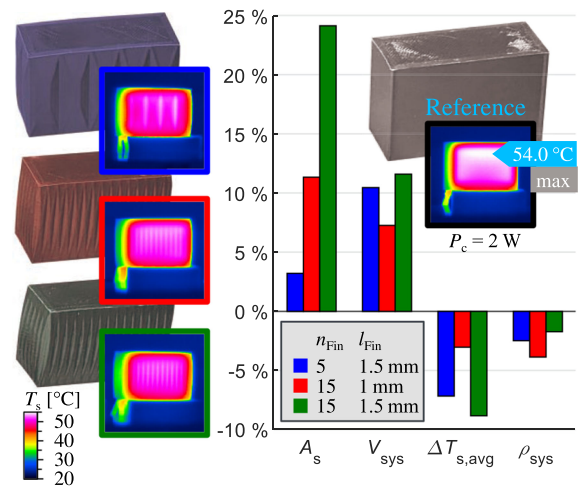 25 %
20 %
15 %
10 %
5 %
0 %
-5 %
-10 %
Reference
54.0 °C
max
P_c = 2 W
n_Fin l_Fin
5 1.5 mm
15 1 mm
15 1.5 mm
T_s [°C]
50
40
30
20
A_s V_sys ΔT_s,avg ρ_sys